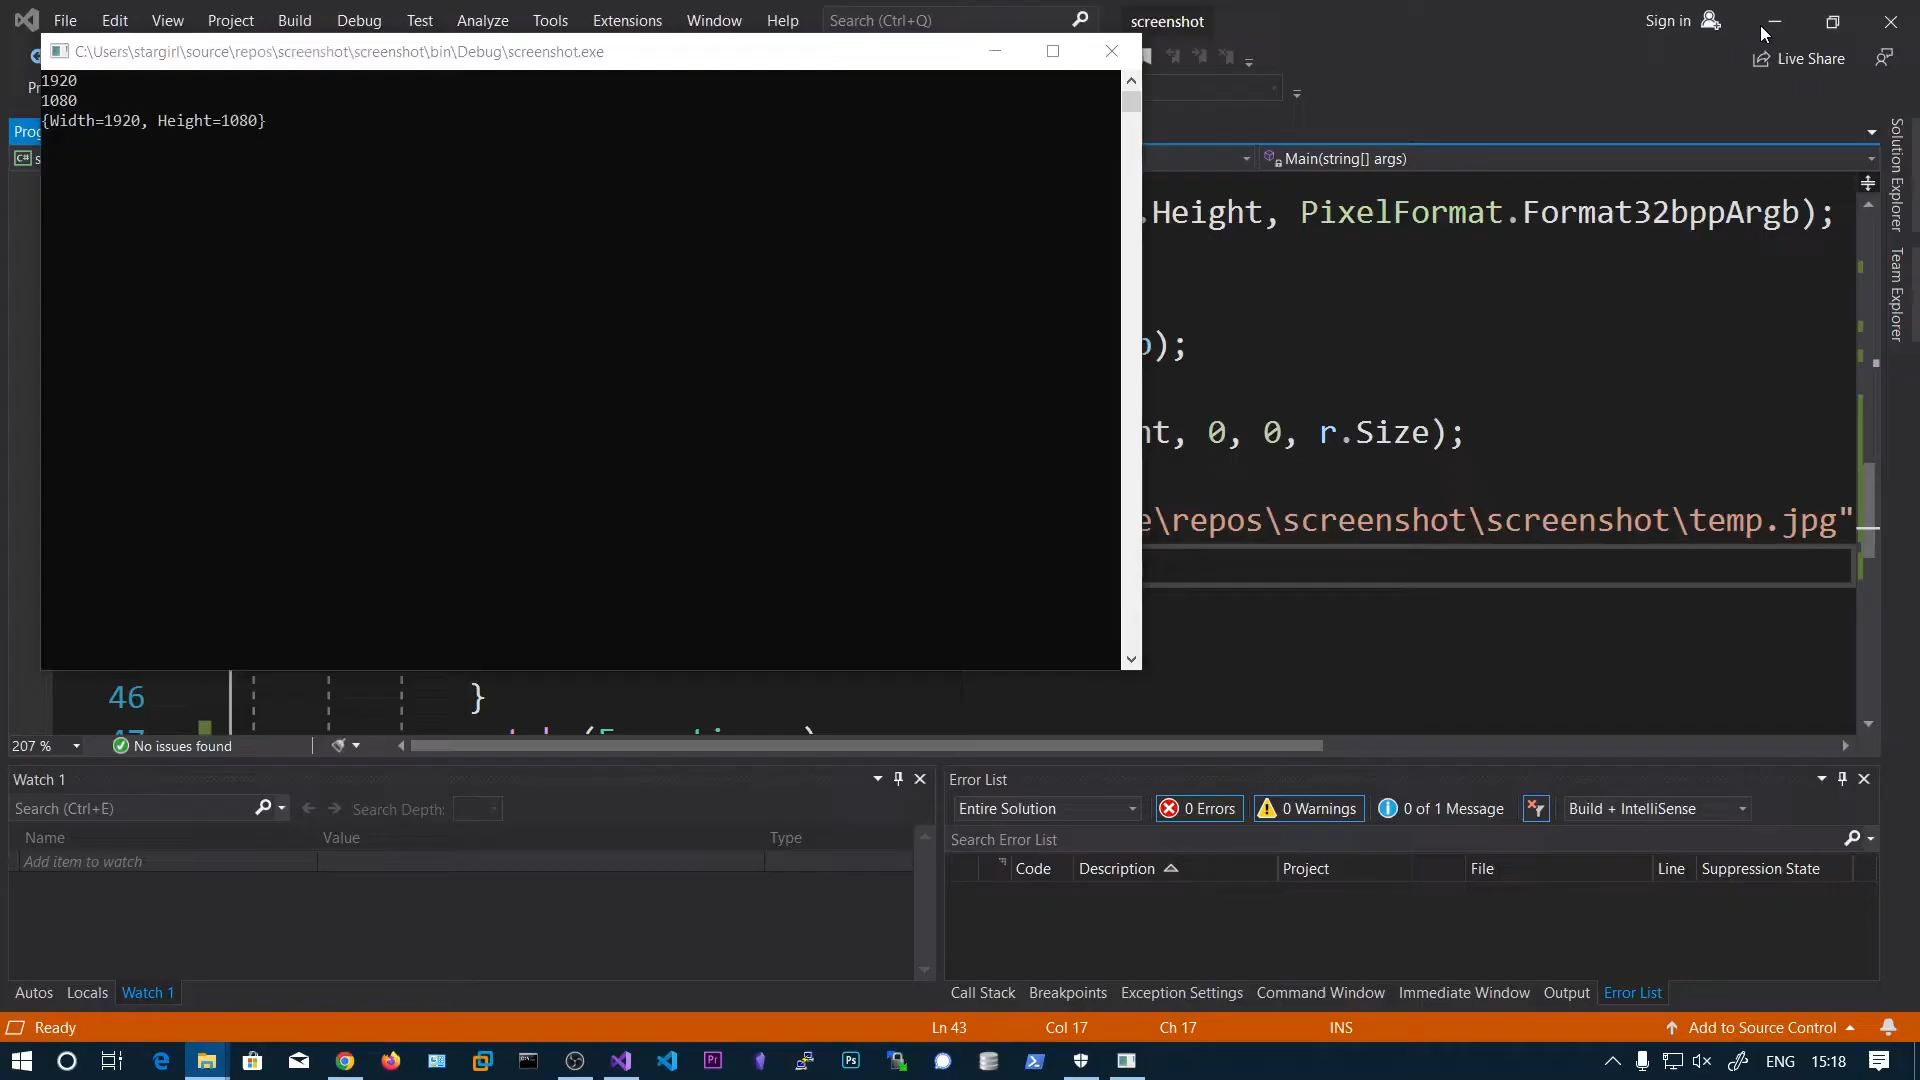 File Edit View Project Build Debug Test Analyze Tools Extensions Window Help Search (Ctrl+Q) screenshot Sign in
C:\Users\stargirl\source\repos\screenshot\screenshot\bin\Debug\screenshot.exe
Live Share
1920
1080
{Width=1920, Height=1080}
Main(string[] args)
.Height, PixelFormat.Format32bppArgb);
);
t, 0, 0, r.Size);
e\repos\screenshot\screenshot\temp.jpg"
Solution Explorer
Team Explorer
46 }
207 % No issues found
Watch 1
Search (Ctrl+E) Search Depth:
Name Value Type
Add item to watch
Autos Locals Watch 1
Error List
Entire Solution 0 Errors 0 Warnings 0 of 1 Message Build + IntelliSense
Search Error List
Code Description Project File Line Suppression State
Call Stack Breakpoints Exception Settings Command Window Immediate Window Output Error List
Ready Ln 43 Col 17 Ch 17 INS Add to Source Control
Pr Ps ENG 15:18